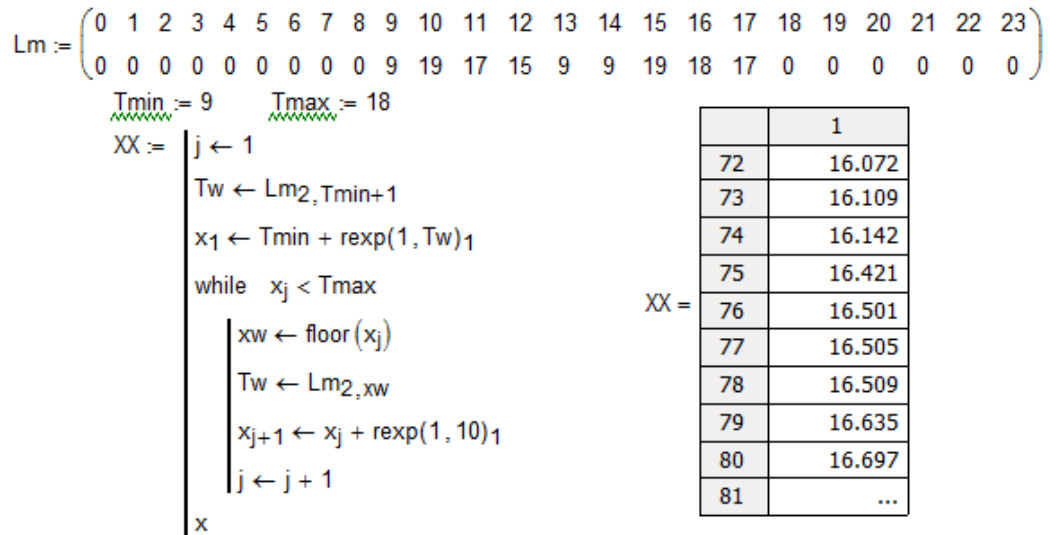 Lm := ( 0 1 2 3 4 5 6 7 8 9 10 11 12 13 14 15 16 17 18 19 20 21 22 23
0 0 0 0 0 0 0 0 0 9 19 17 15 9 9 19 18 17 0 0 0 0 0 0 )
Tmin := 9 Tmax := 18
XX := j ← 1
Tw ← Lm2,Tmin+1
x1 ← Tmin + rexp(1, Tw)1
while xj < Tmax
xw ← floor(xj)
Tw ← Lm2,xw
xj+1 ← xj + rexp(1, 10)1
j ← j + 1
x
XX =
1
72 16.072
73 16.109
74 16.142
75 16.421
76 16.501
77 16.505
78 16.509
79 16.635
80 16.697
81 ...